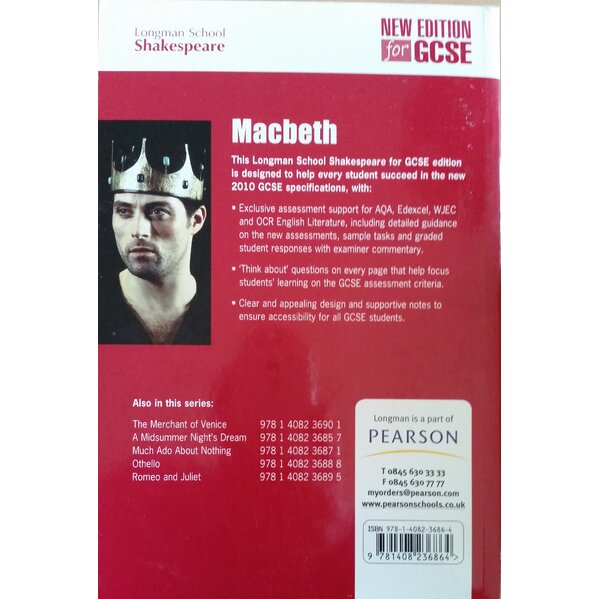 Longman School
Shakespeare
NEW EDITION
for GCSE
Macbeth
This Longman School Shakespeare for GCSE edition
is designed to help every student succeed in the new
2010 GCSE specifications, with:
• Exclusive assessment support for AQA, Edexcel, WJEC
and OCR English Literature, including detailed guidance
on the new assessments, sample tasks and graded
student responses with examiner commentary.
• 'Think about' questions on every page that help focus
students' learning on the GCSE assessment criteria.
• Clear and appealing design and supportive notes to
ensure accessibility for all GCSE students.
Also in this series:
The Merchant of Venice 978 1 4082 3690 1
A Midsummer Night's Dream 978 1 4082 3685 7
Much Ado About Nothing 978 1 4082 3687 1
Othello 978 1 4082 3688 8
Romeo and Juliet 978 1 4082 3689 5
Longman is a part of
PEARSON
T 0845 630 33 33
F 0845 630 77 77
myorders@pearson.com
www.pearsonschools.co.uk
ISBN 978-1-4082-3686-4
9 781408 236864 >